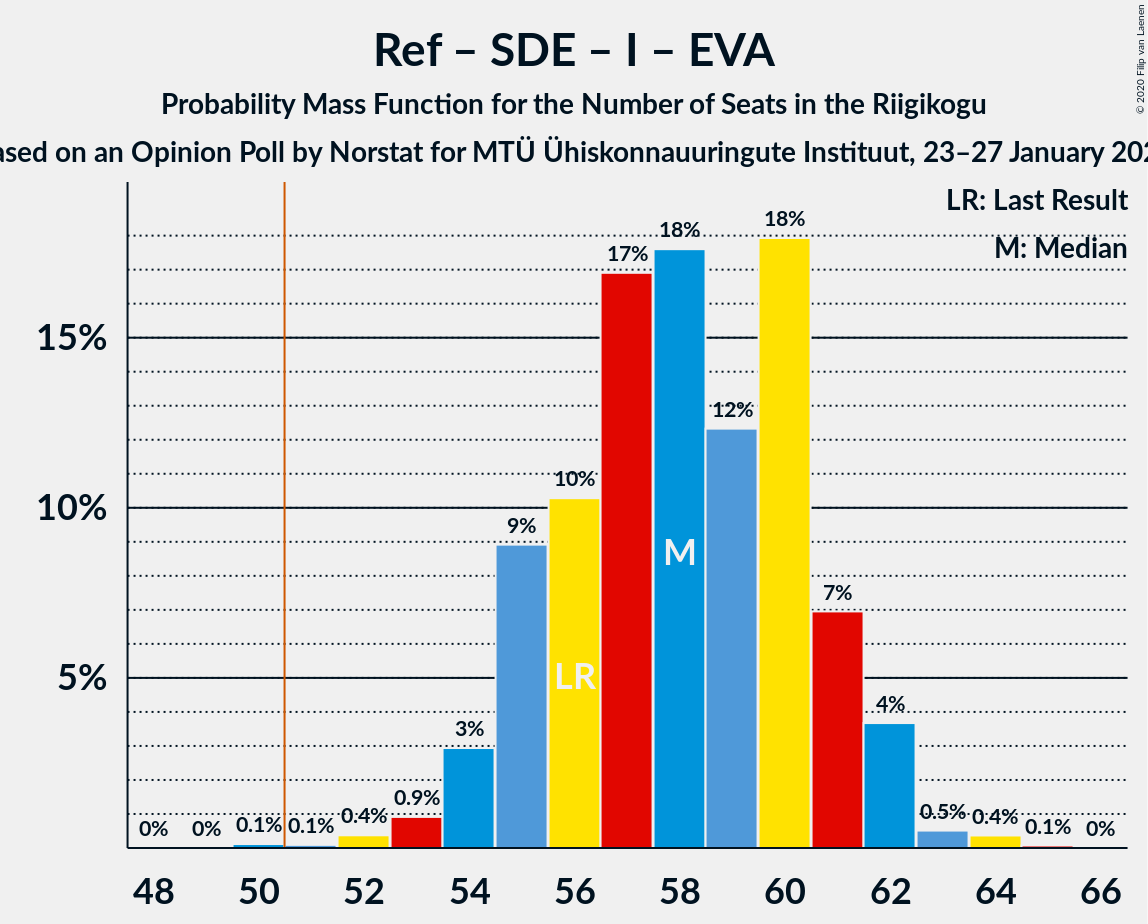 Ref – SDE – I – EVA
Probability Mass Function for the Number of Seats in the Riigikogu
ased on an Opinion Poll by Norstat for MTÜ Ühiskonnauuringute Instituut, 23–27 January 202
© 2020 Filip van Laenen
LR: Last Result
M: Median
15%
10%
5%
0%
0%
0.1%
0.1%
0.4%
0.9%
3%
9%
10%
17%
18%
12%
18%
7%
4%
0.5%
0.4%
0.1%
0%
M
LR
48 50 52 54 56 58 60 62 64 66